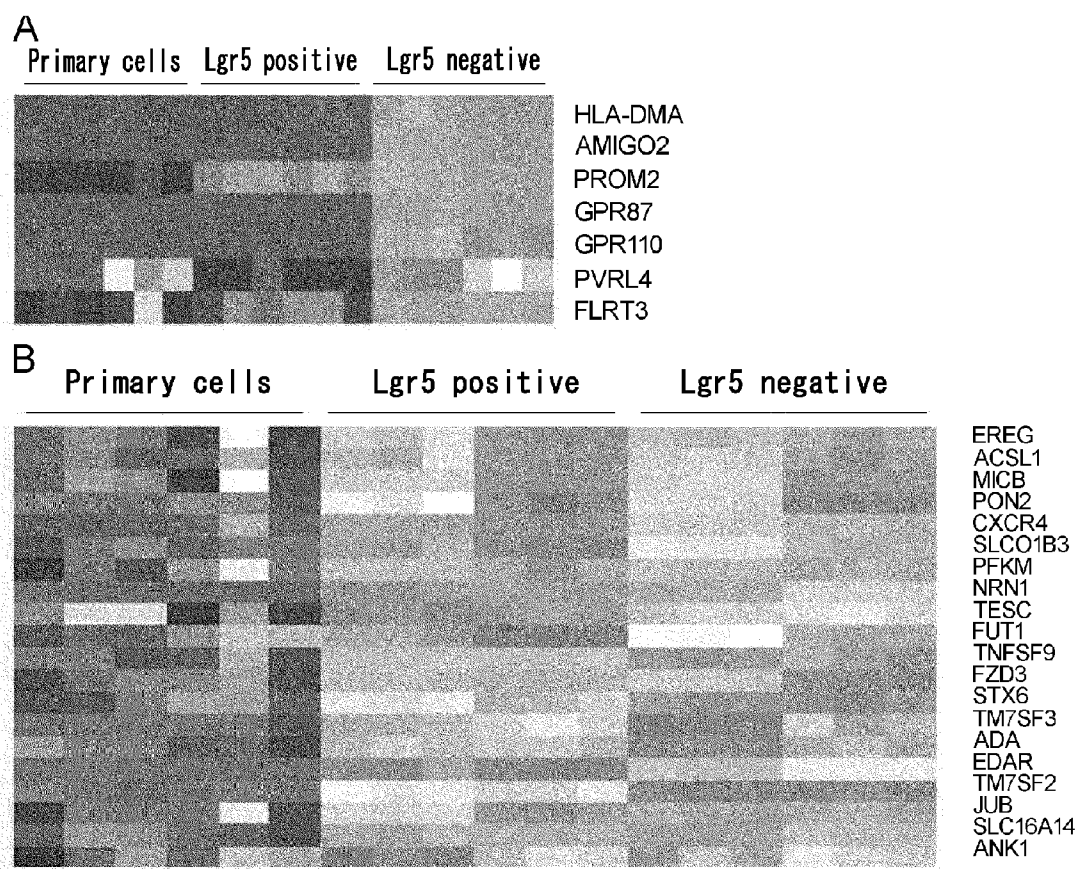 A
Primary cells Lgr5 positive Lgr5 negative
HLA-DMA
AMIGO2
PROM2
GPR87
GPR110
PVRL4
FLRT3
B
Primary cells Lgr5 positive Lgr5 negative
EREG
ACSL1
MICB
PON2
CXCR4
SLCO1B3
PFKM
NRN1
TESC
FUT1
TNFSF9
FZD3
STX6
TM7SF3
ADA
EDAR
TM7SF2
JUB
SLC16A14
ANK1